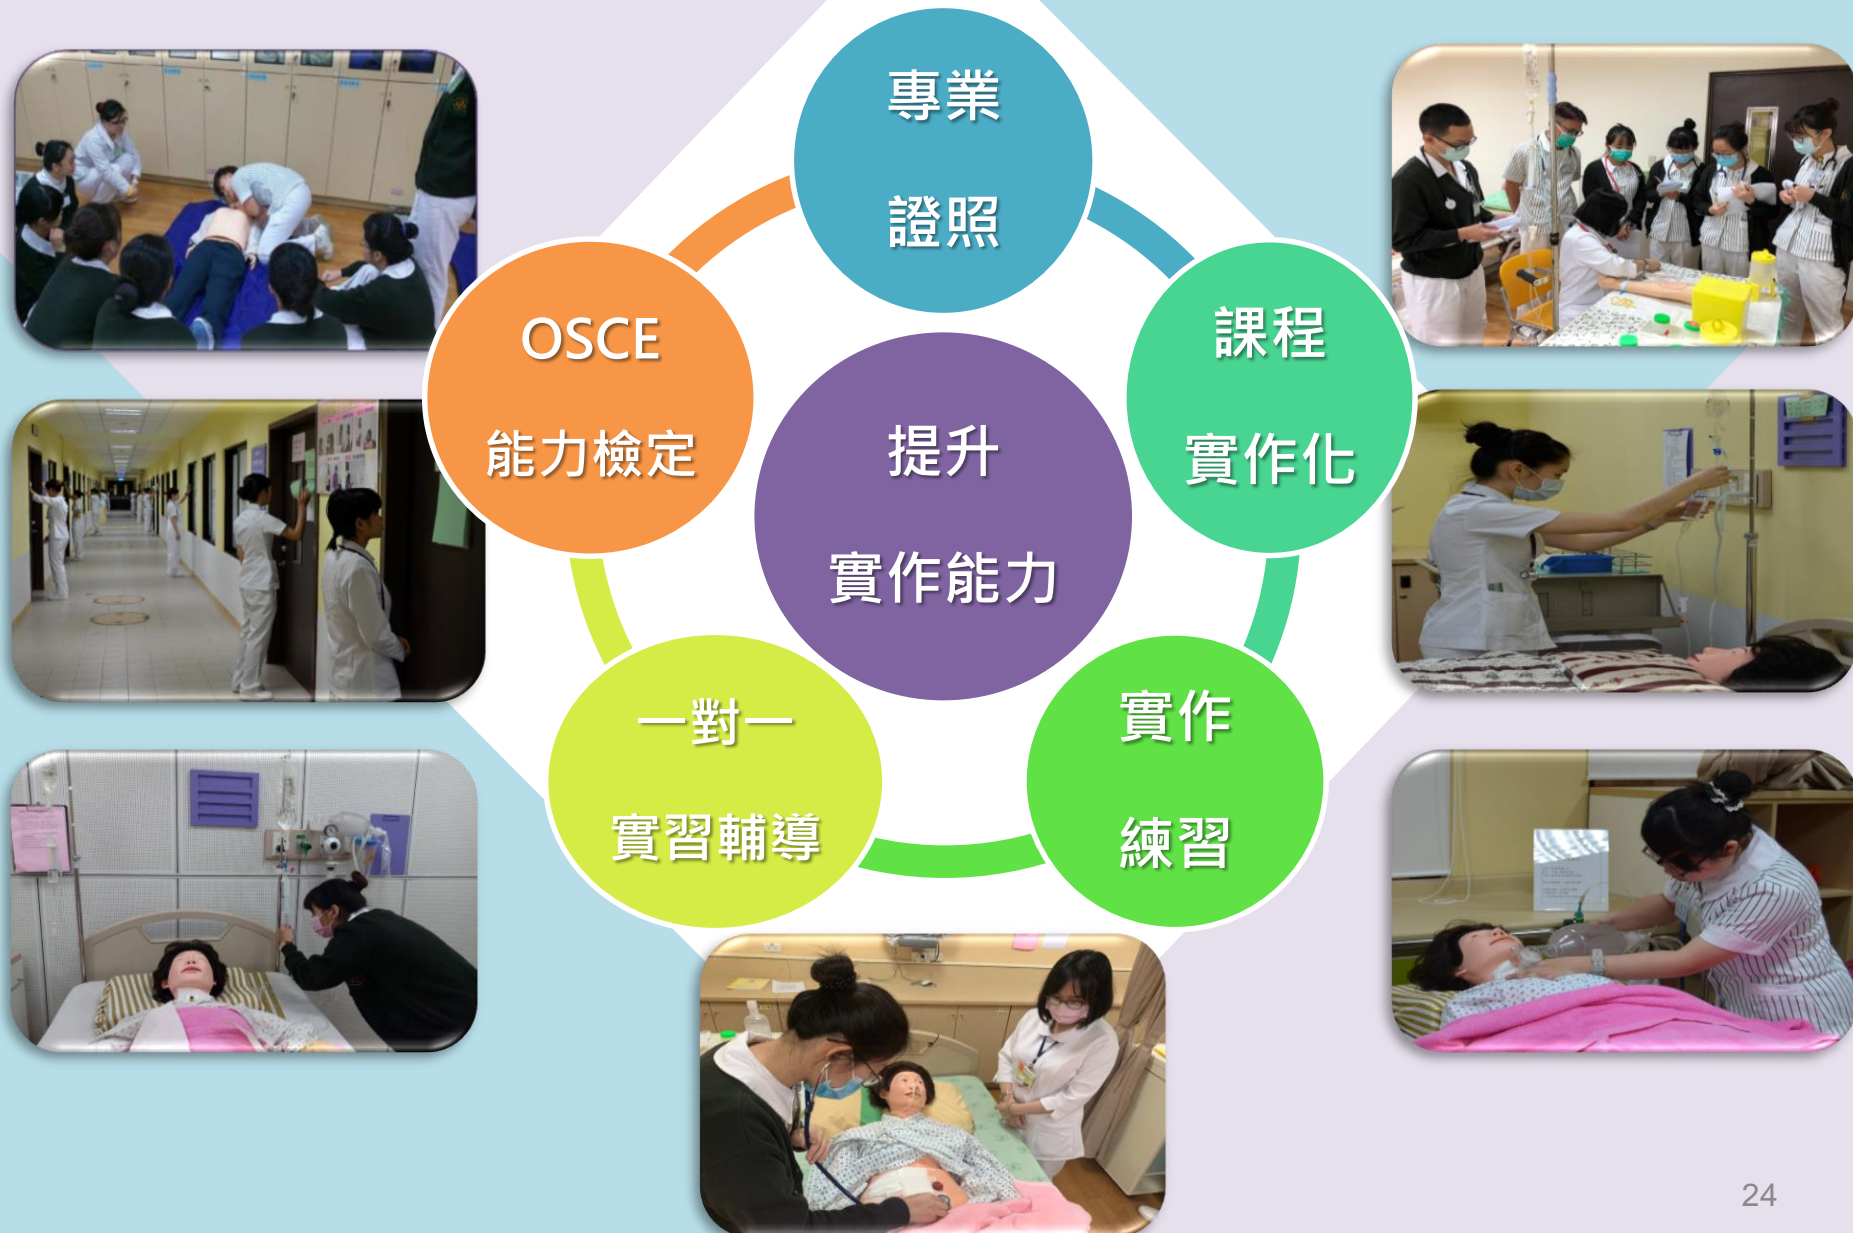 專業
證照
OSCE
能力檢定
課程
實作化
提升
實作能力
一對一
實習輔導
實作
練習
24